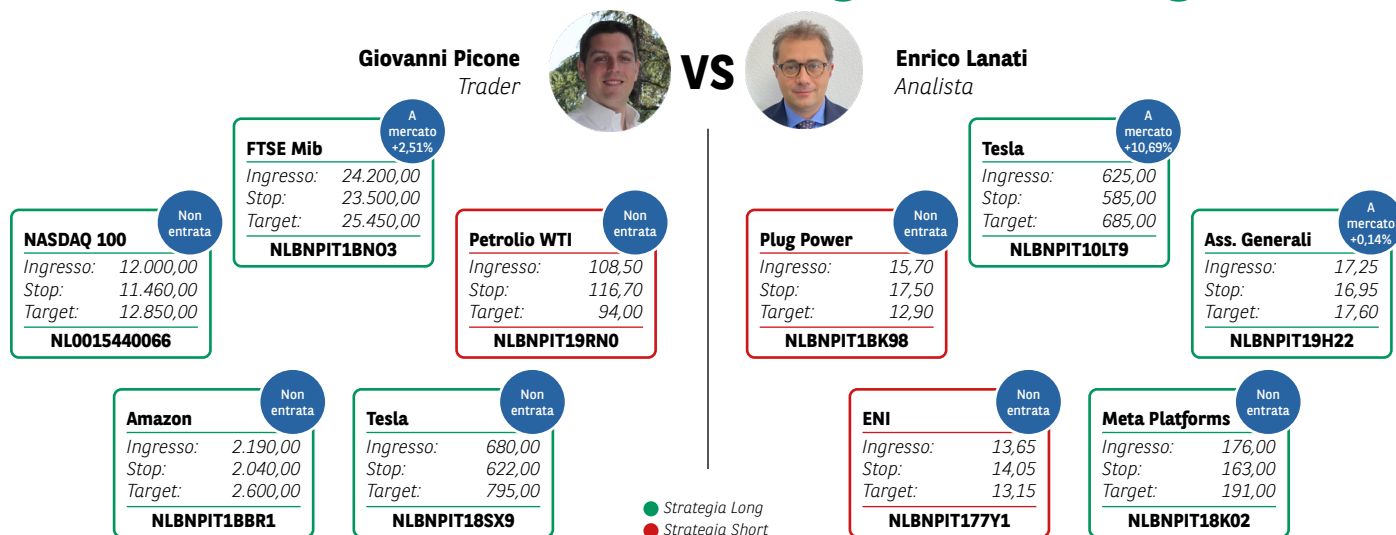 Giovanni Picone
Trader
VS
Enrico Lanati
Analista
A
mercato
+2,51%
FTSE Mib
Ingresso: 24.200,00
Stop: 23.500,00
Target: 25.450,00
NLBNPIT1BNO3
Non
entrata
NASDAQ 100
Ingresso: 12.000,00
Stop: 11.460,00
Target: 12.850,00
NL0015440066
Non
entrata
Petrolio WTI
Ingresso: 108,50
Stop: 116,70
Target: 94,00
NLBNPIT19RN0
Non
entrata
Amazon
Ingresso: 2.190,00
Stop: 2.040,00
Target: 2.600,00
NLBNPIT1BBR1
Non
entrata
Tesla
Ingresso: 680,00
Stop: 622,00
Target: 795,00
NLBNPIT18SX9
A
mercato
+10,69%
Tesla
Ingresso: 625,00
Stop: 585,00
Target: 685,00
NLBNPIT10LT9
Non
entrata
Plug Power
Ingresso: 15,70
Stop: 17,50
Target: 12,90
NLBNPIT1BK98
A
mercato
+0,14%
Ass. Generali
Ingresso: 17,25
Stop: 16,95
Target: 17,60
NLBNPIT19H22
Non
entrata
ENI
Ingresso: 13,65
Stop: 14,05
Target: 13,15
NLBNPIT177Y1
Non
entrata
Meta Platforms
Ingresso: 176,00
Stop: 163,00
Target: 191,00
NLBNPIT18K02
Strategia Long
Strategia Short